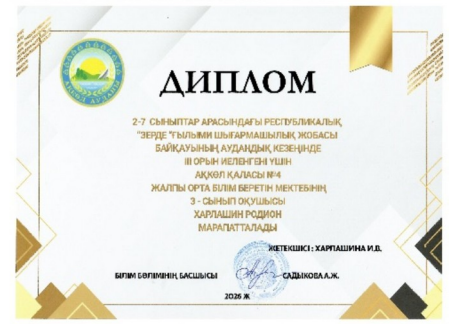 ДИПЛОМ
2-7 СЫНЫПТАР АРАСЫНДАҒЫ РЕСПУБЛИКАЛЫҚ
"ЗЕРДЕ "ҒЫЛЫМИ ШЫҒАРМАШЫЛЫҚ ЖОБАСЫ
БАЙҚАУЫНЫҢ АУДАНДЫҚ КЕЗЕҢІНДЕ
III ОРЫН ИЕЛЕНГЕНІ ҮШІН
АҚКӨЛ ҚАЛАСЫ №4
ЖАЛПЫ ОРТА БІЛІМ БЕРЕТІН МЕКТЕБІНІҢ
3 - СЫНЫП ОҚУШЫСЫ
ХАРЛАШИН РОДИОН
МАРАПАТТАЛАДЫ
ЖЕТЕКШІСІ : ХАРЛАШИНА И.В.
БІЛІМ БӨЛІМІНІҢ БАСШЫСЫ САДЫКОВА А.Ж.
2026 Ж